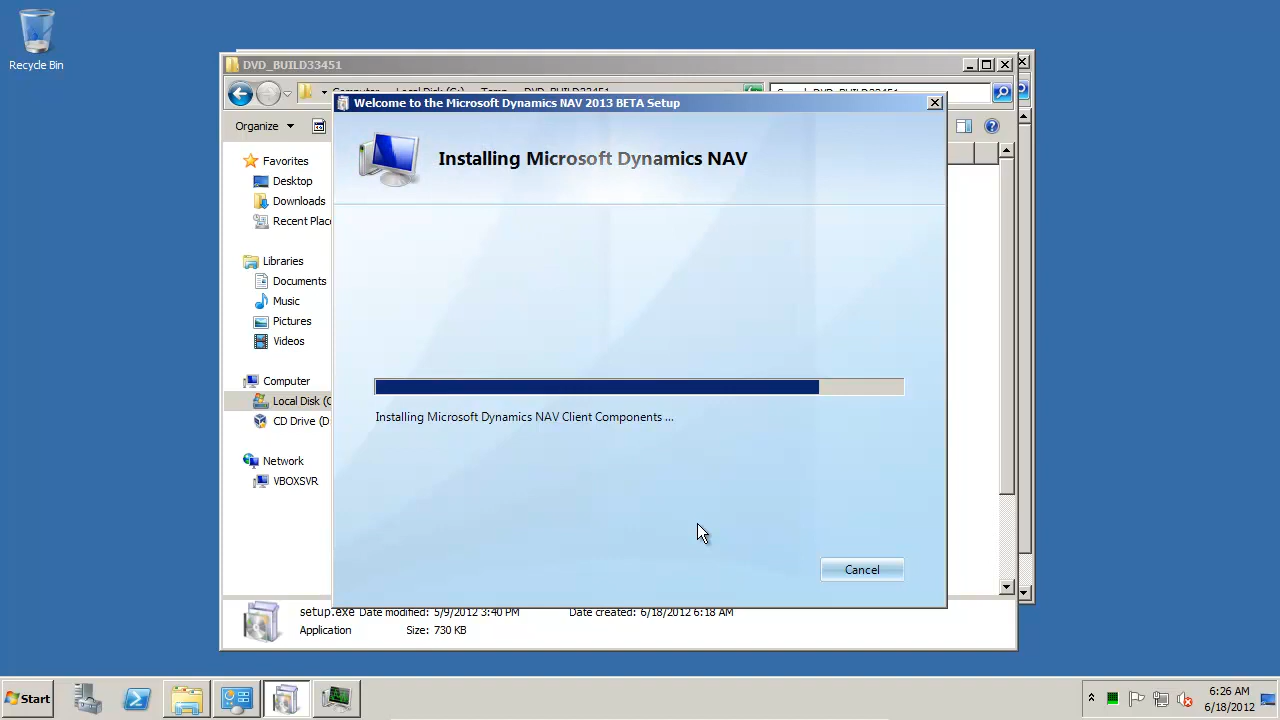 Recycle Bin
DVD_BUILD33451
Welcome to the Microsoft Dynamics NAV 2013 BETA Setup
Organize
Installing Microsoft Dynamics NAV
Favorites
Desktop
Downloads
Recent Plac
Libraries
Documents
Music
Pictures
Videos
Computer
Local Disk (C
CD Drive (D
Network
VBOXSVR
Installing Microsoft Dynamics NAV Client Components ...
Cancel
setup.exe Date modified: 5/9/2012 3:40 PM Date created: 6/18/2012 6:18 AM
Application Size: 730 KB
Start
6:26 AM
6/18/2012